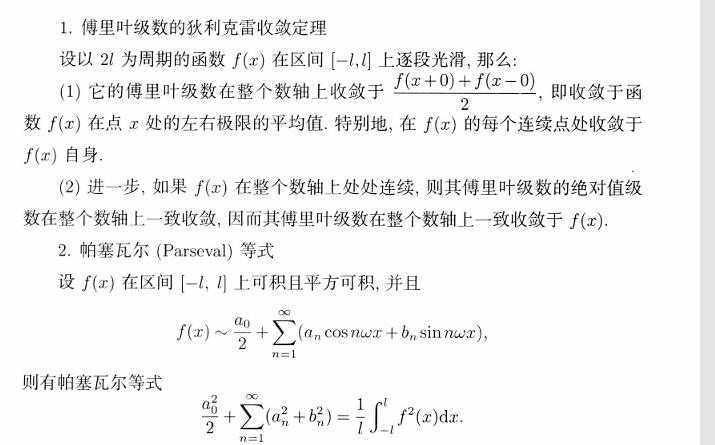 1. 傅里叶级数的狄利克雷收敛定理
设以 2l 为周期的函数 f(x) 在区间 [−l, l] 上逐段光滑, 那么:
(1) 它的傅里叶级数在整个数轴上收敛于 \frac{f(x+0)+f(x-0)}{2}, 即收敛于函
数 f(x) 在点 x 处的左右极限的平均值. 特别地, 在 f(x) 的每个连续点处收敛于
f(x) 自身.
(2) 进一步, 如果 f(x) 在整个数轴上处处连续, 则其傅里叶级数的绝对值级
数在整个数轴上一致收敛, 因而其傅里叶级数在整个数轴上一致收敛于 f(x).
2. 帕塞瓦尔 (Parseval) 等式
设 f(x) 在区间 [−l, l] 上可积且平方可积, 并且
f(x) \sim \frac{a_0}{2} + \sum_{n=1}^{\infty}(a_n \cos n\omega x + b_n \sin n\omega x),
则有帕塞瓦尔等式
\frac{a_0^2}{2} + \sum_{n=1}^{\infty}(a_n^2 + b_n^2) = \frac{1}{l} \int_{-l}^{l} f^2(x) \mathrm{d}x.